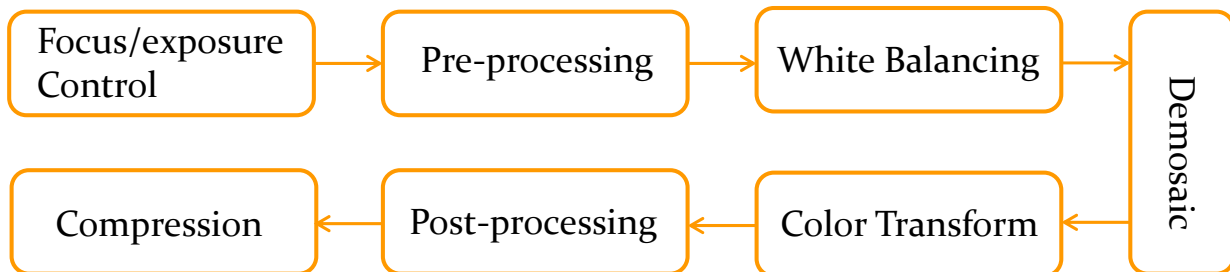 Focus/exposure
Control
Pre-processing
White Balancing
Demosaic
Compression
Post-processing
Color Transform